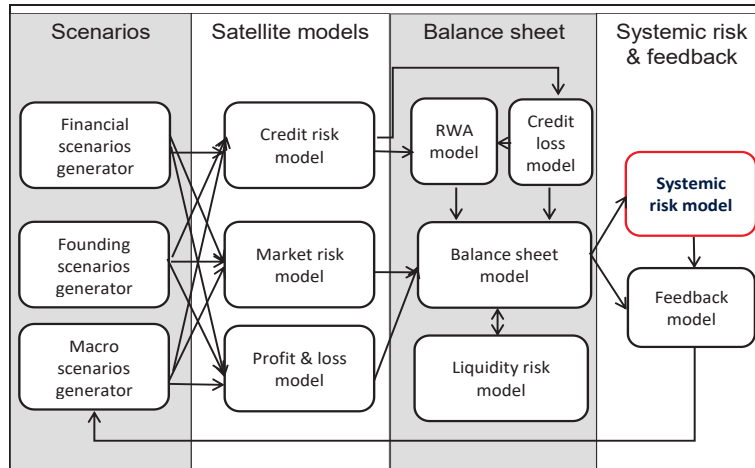 Scenarios
Satellite models
Balance sheet
Systemic risk
& feedback
Financial
scenarios
generator
Founding
scenarios
generator
Macro
scenarios
generator
Credit risk
model
Market risk
model
Profit & loss
model
RWA
model
Credit
loss
model
Balance sheet
model
Liquidity risk
model
Systemic
risk model
Feedback
model